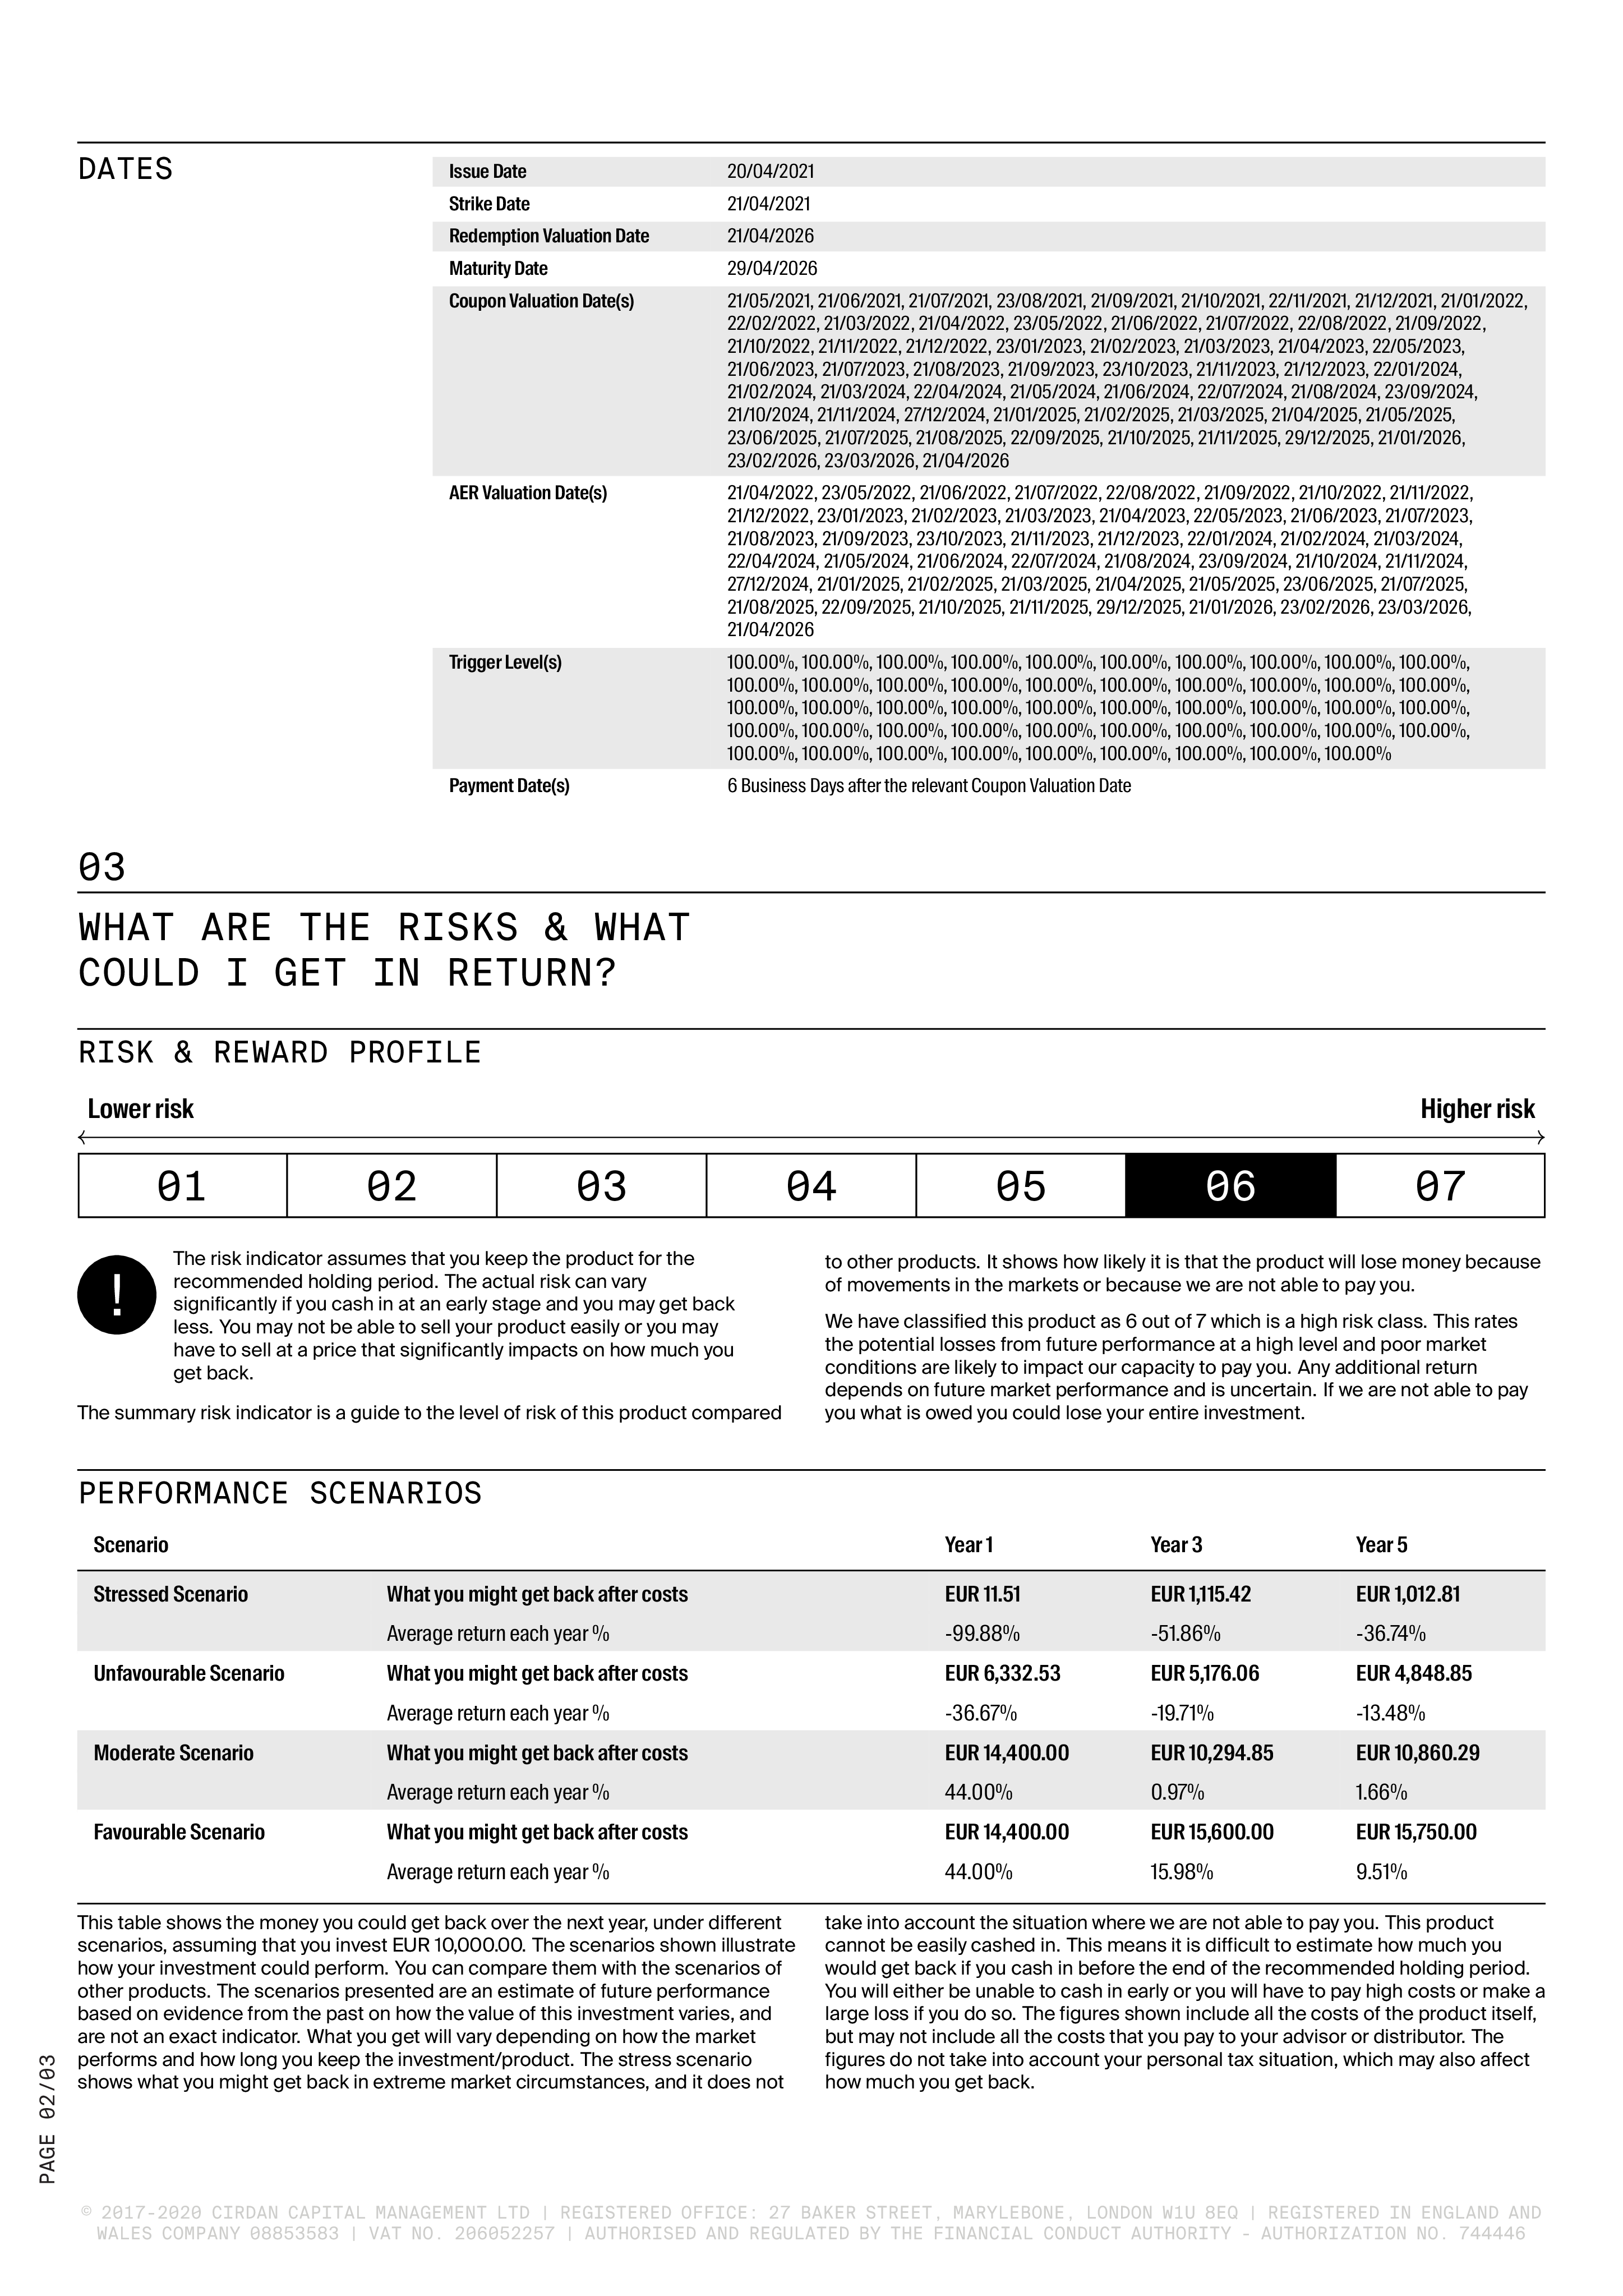 DATES
Issue Date 20/04/2021
Strike Date 21/04/2021
Redemption Valuation Date 21/04/2026
Maturity Date 29/04/2026
Coupon Valuation Date(s) 21/05/2021, 21/06/2021, 21/07/2021, 23/08/2021, 21/09/2021, 21/10/2021, 22/11/2021, 21/12/2021, 21/01/2022,
22/02/2022, 21/03/2022, 21/04/2022, 23/05/2022, 21/06/2022, 21/07/2022, 22/08/2022, 21/09/2022,
21/10/2022, 21/11/2022, 21/12/2022, 23/01/2023, 21/02/2023, 21/03/2023, 21/04/2023, 22/05/2023,
21/06/2023, 21/07/2023, 21/08/2023, 21/09/2023, 23/10/2023, 21/11/2023, 21/12/2023, 22/01/2024,
21/02/2024, 21/03/2024, 22/04/2024, 21/05/2024, 21/06/2024, 22/07/2024, 21/08/2024, 23/09/2024,
21/10/2024, 21/11/2024, 27/12/2024, 21/01/2025, 21/02/2025, 21/03/2025, 21/04/2025, 21/05/2025,
23/06/2025, 21/07/2025, 21/08/2025, 22/09/2025, 21/10/2025, 21/11/2025, 29/12/2025, 21/01/2026,
23/02/2026, 23/03/2026, 21/04/2026
AER Valuation Date(s) 21/04/2022, 23/05/2022, 21/06/2022, 21/07/2022, 22/08/2022, 21/09/2022, 21/10/2022, 21/11/2022,
21/12/2022, 23/01/2023, 21/02/2023, 21/03/2023, 21/04/2023, 22/05/2023, 21/06/2023, 21/07/2023,
21/08/2023, 21/09/2023, 23/10/2023, 21/11/2023, 21/12/2023, 22/01/2024, 21/02/2024, 21/03/2024,
22/04/2024, 21/05/2024, 21/06/2024, 22/07/2024, 21/08/2024, 23/09/2024, 21/10/2024, 21/11/2024,
27/12/2024, 21/01/2025, 21/02/2025, 21/03/2025, 21/04/2025, 21/05/2025, 23/06/2025, 21/07/2025,
21/08/2025, 22/09/2025, 21/10/2025, 21/11/2025, 29/12/2025, 21/01/2026, 23/02/2026, 23/03/2026,
21/04/2026
Trigger Level(s) 100.00%, 100.00%, 100.00%, 100.00%, 100.00%, 100.00%, 100.00%, 100.00%, 100.00%, 100.00%,
100.00%, 100.00%, 100.00%, 100.00%, 100.00%, 100.00%, 100.00%, 100.00%, 100.00%, 100.00%,
100.00%, 100.00%, 100.00%, 100.00%, 100.00%, 100.00%, 100.00%, 100.00%, 100.00%, 100.00%,
100.00%, 100.00%, 100.00%, 100.00%, 100.00%, 100.00%, 100.00%, 100.00%, 100.00%, 100.00%,
100.00%, 100.00%, 100.00%, 100.00%, 100.00%, 100.00%, 100.00%, 100.00%, 100.00%
Payment Date(s) 6 Business Days after the relevant Coupon Valuation Date
03
WHAT ARE THE RISKS & WHAT
COULD I GET IN RETURN?
RISK & REWARD PROFILE
Lower risk Higher risk
01 02 03 04 05 06 07
!
The risk indicator assumes that you keep the product for the
recommended holding period. The actual risk can vary
significantly if you cash in at an early stage and you may get back
less. You may not be able to sell your product easily or you may
have to sell at a price that significantly impacts on how much you
get back.
The summary risk indicator is a guide to the level of risk of this product compared
to other products. It shows how likely it is that the product will lose money because
of movements in the markets or because we are not able to pay you.
We have classified this product as 6 out of 7 which is a high risk class. This rates
the potential losses from future performance at a high level and poor market
conditions are likely to impact our capacity to pay you. Any additional return
depends on future market performance and is uncertain. If we are not able to pay
you what is owed you could lose your entire investment.
PERFORMANCE SCENARIOS
Scenario Year 1 Year 3 Year 5
Stressed Scenario What you might get back after costs EUR 11.51 EUR 1,115.42 EUR 1,012.81
Average return each year % -99.88% -51.86% -36.74%
Unfavourable Scenario What you might get back after costs EUR 6,332.53 EUR 5,176.06 EUR 4,848.85
Average return each year % -36.67% -19.71% -13.48%
Moderate Scenario What you might get back after costs EUR 14,400.00 EUR 10,294.85 EUR 10,860.29
Average return each year % 44.00% 0.97% 1.66%
Favourable Scenario What you might get back after costs EUR 14,400.00 EUR 15,600.00 EUR 15,750.00
Average return each year % 44.00% 15.98% 9.51%
This table shows the money you could get back over the next year, under different
scenarios, assuming that you invest EUR 10,000.00. The scenarios shown illustrate
how your investment could perform. You can compare them with the scenarios of
other products. The scenarios presented are an estimate of future performance
based on evidence from the past on how the value of this investment varies, and
are not an exact indicator. What you get will vary depending on how the market
performs and how long you keep the investment/product. The stress scenario
shows what you might get back in extreme market circumstances, and it does not
take into account the situation where we are not able to pay you. This product
cannot be easily cashed in. This means it is difficult to estimate how much you
would get back if you cash in before the end of the recommended holding period.
You will either be unable to cash in early or you will have to pay high costs or make a
large loss if you do so. The figures shown include all the costs of the product itself,
but may not include all the costs that you pay to your advisor or distributor. The
figures do not take into account your personal tax situation, which may also affect
how much you get back.
PAGE 02/03
© 2017-2020 CIRDAN CAPITAL MANAGEMENT LTD | REGISTERED OFFICE: 27 BAKER STREET, MARYLEBONE, LONDON W1U 8EQ | REGISTERED IN ENGLAND AND
WALES COMPANY 08853583 | VAT NO. 206052257 | AUTHORISED AND REGULATED BY THE FINANCIAL CONDUCT AUTHORITY - AUTHORIZATION NO. 744446